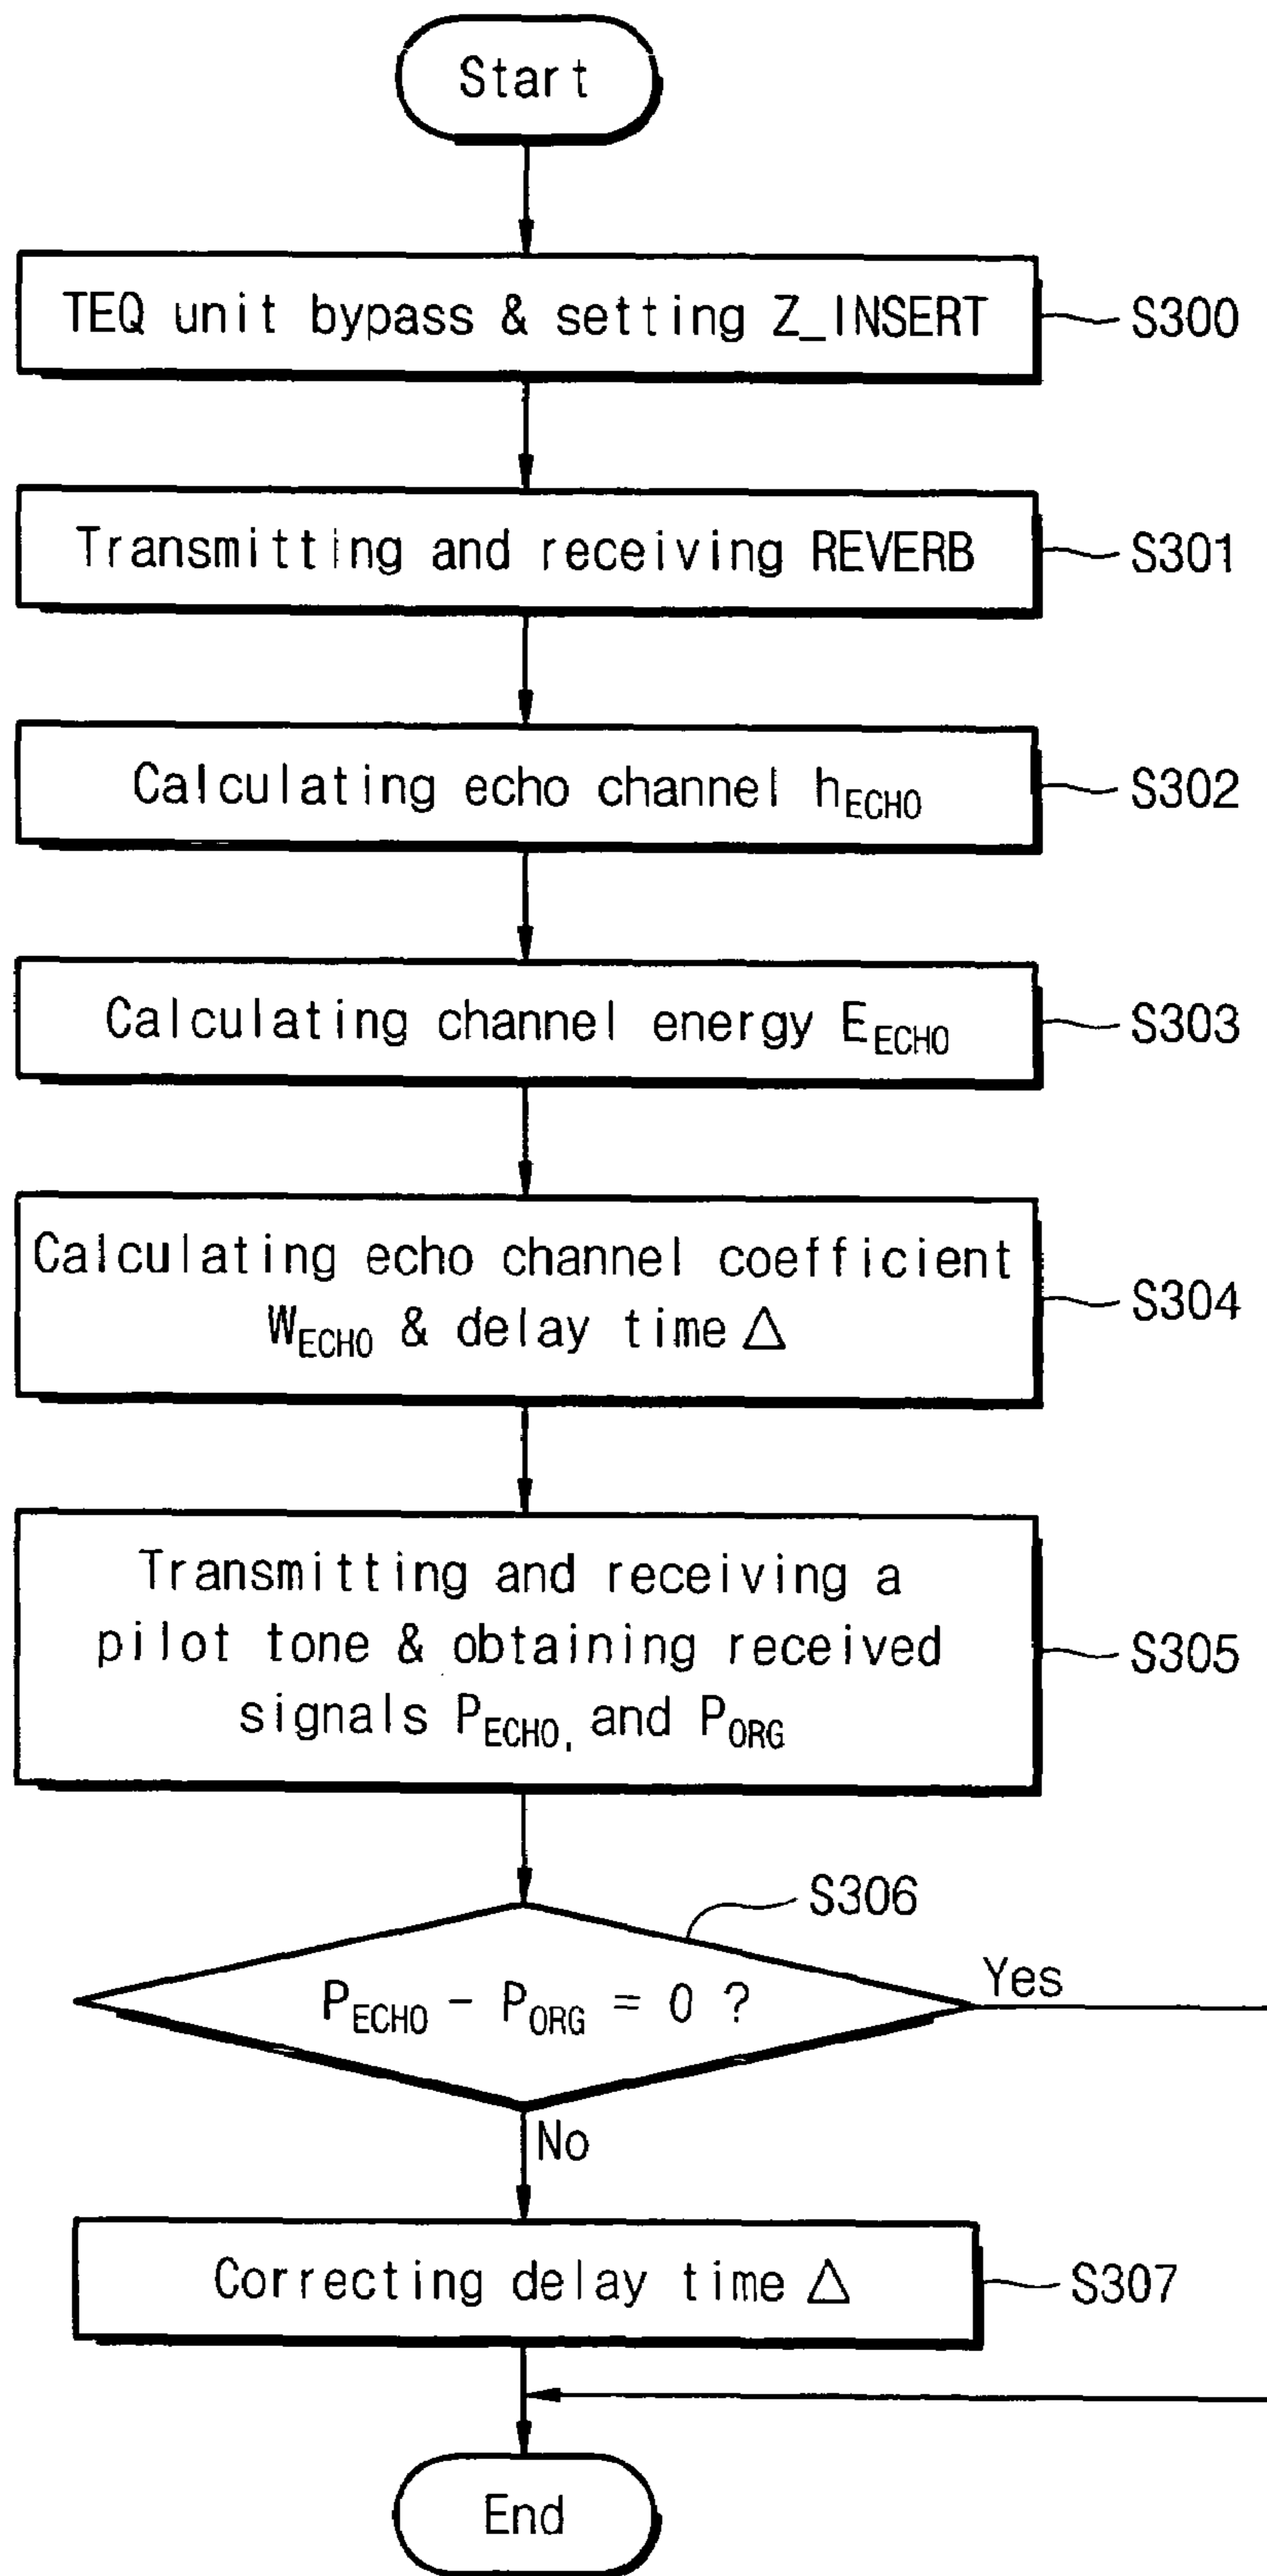 Start
TEQ unit bypass & setting Z_INSERT
S300
Transmitting and receiving REVERB
S301
Calculating echo channel hECHO
S302
Calculating channel energy EECHO
S303
Calculating echo channel coefficient
WECHO & delay time △
S304
Transmitting and receiving a
pilot tone & obtaining received
signals PECHO, and PORG
S305
S306
PECHO - PORG = 0 ?
Yes
No
Correcting delay time △
S307
End